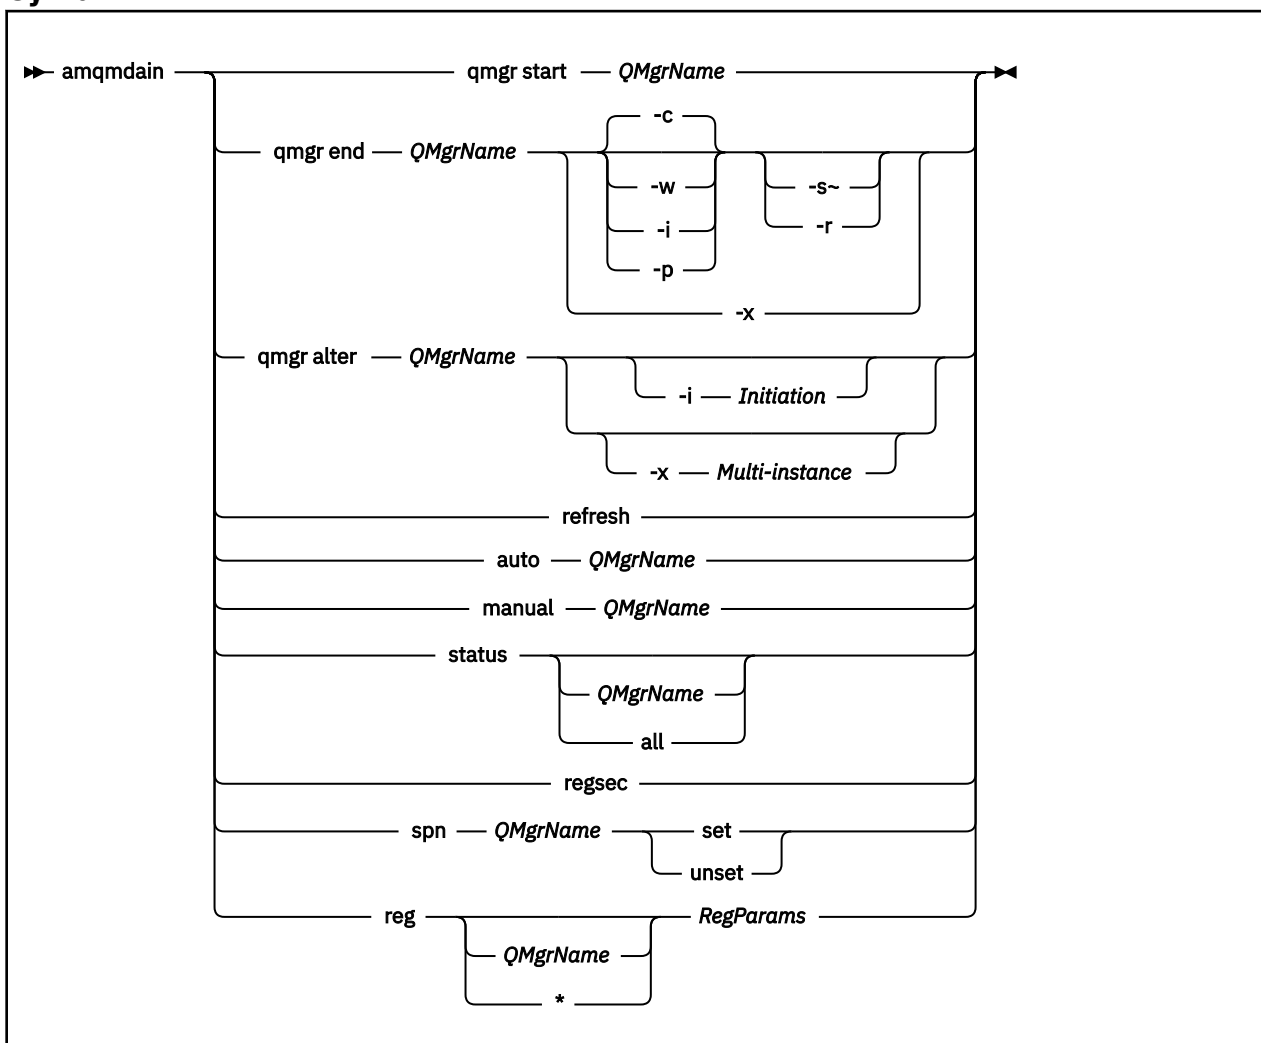 amqmdain qmgr start QMgrName
-c
qmgr end QMgrName
-w -s~
-i -r
-p
-x
qmgr alter QMgrName
-i Initiation
-x Multi-instance
refresh
auto QMgrName
manual QMgrName
status
QMgrName
all
regsec
spn QMgrName set
unset
reg RegParams
QMgrName
*